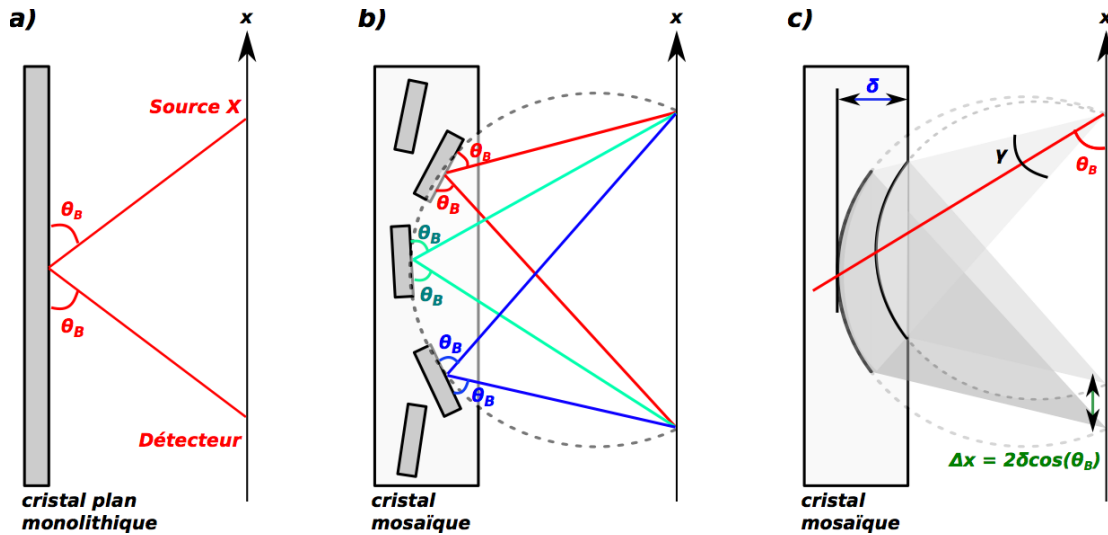 a)
x
Source X
θB
θB
Détecteur
cristal plan
monolithique
b)
x
θB
θB
θB
θB
θB
θB
cristal
mosaïque
c)
x
δ
γ
θB
Δx = 2δcos(θB)
cristal
mosaïque